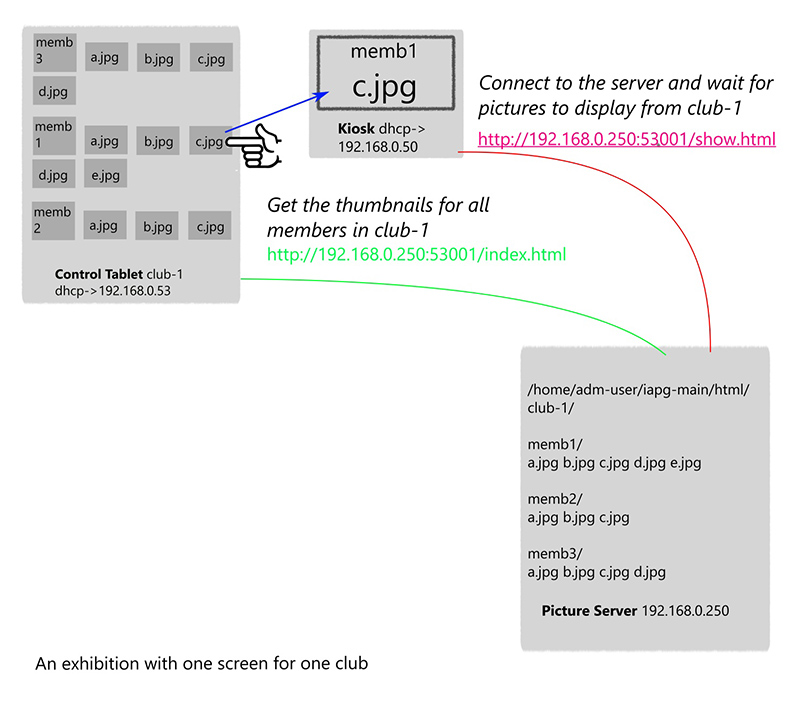 memb
3
a.jpg
b.jpg
c.jpg
d.jpg
memb
1
a.jpg
b.jpg
c.jpg
d.jpg
e.jpg
memb
2
a.jpg
b.jpg
c.jpg
Control Tablet club-1
dhcp->192.168.0.53
memb1
c.jpg
Kiosk dhcp->
192.168.0.50
Connect to the server and wait for
pictures to display from club-1
http://192.168.0.250:53001/show.html
Get the thumbnails for all
members in club-1
http://192.168.0.250:53001/index.html
/home/adm-user/iapg-main/html/
club-1/
memb1/
a.jpg b.jpg c.jpg d.jpg e.jpg
memb2/
a.jpg b.jpg c.jpg
memb3/
a.jpg b.jpg c.jpg d.jpg
Picture Server 192.168.0.250
An exhibition with one screen for one club